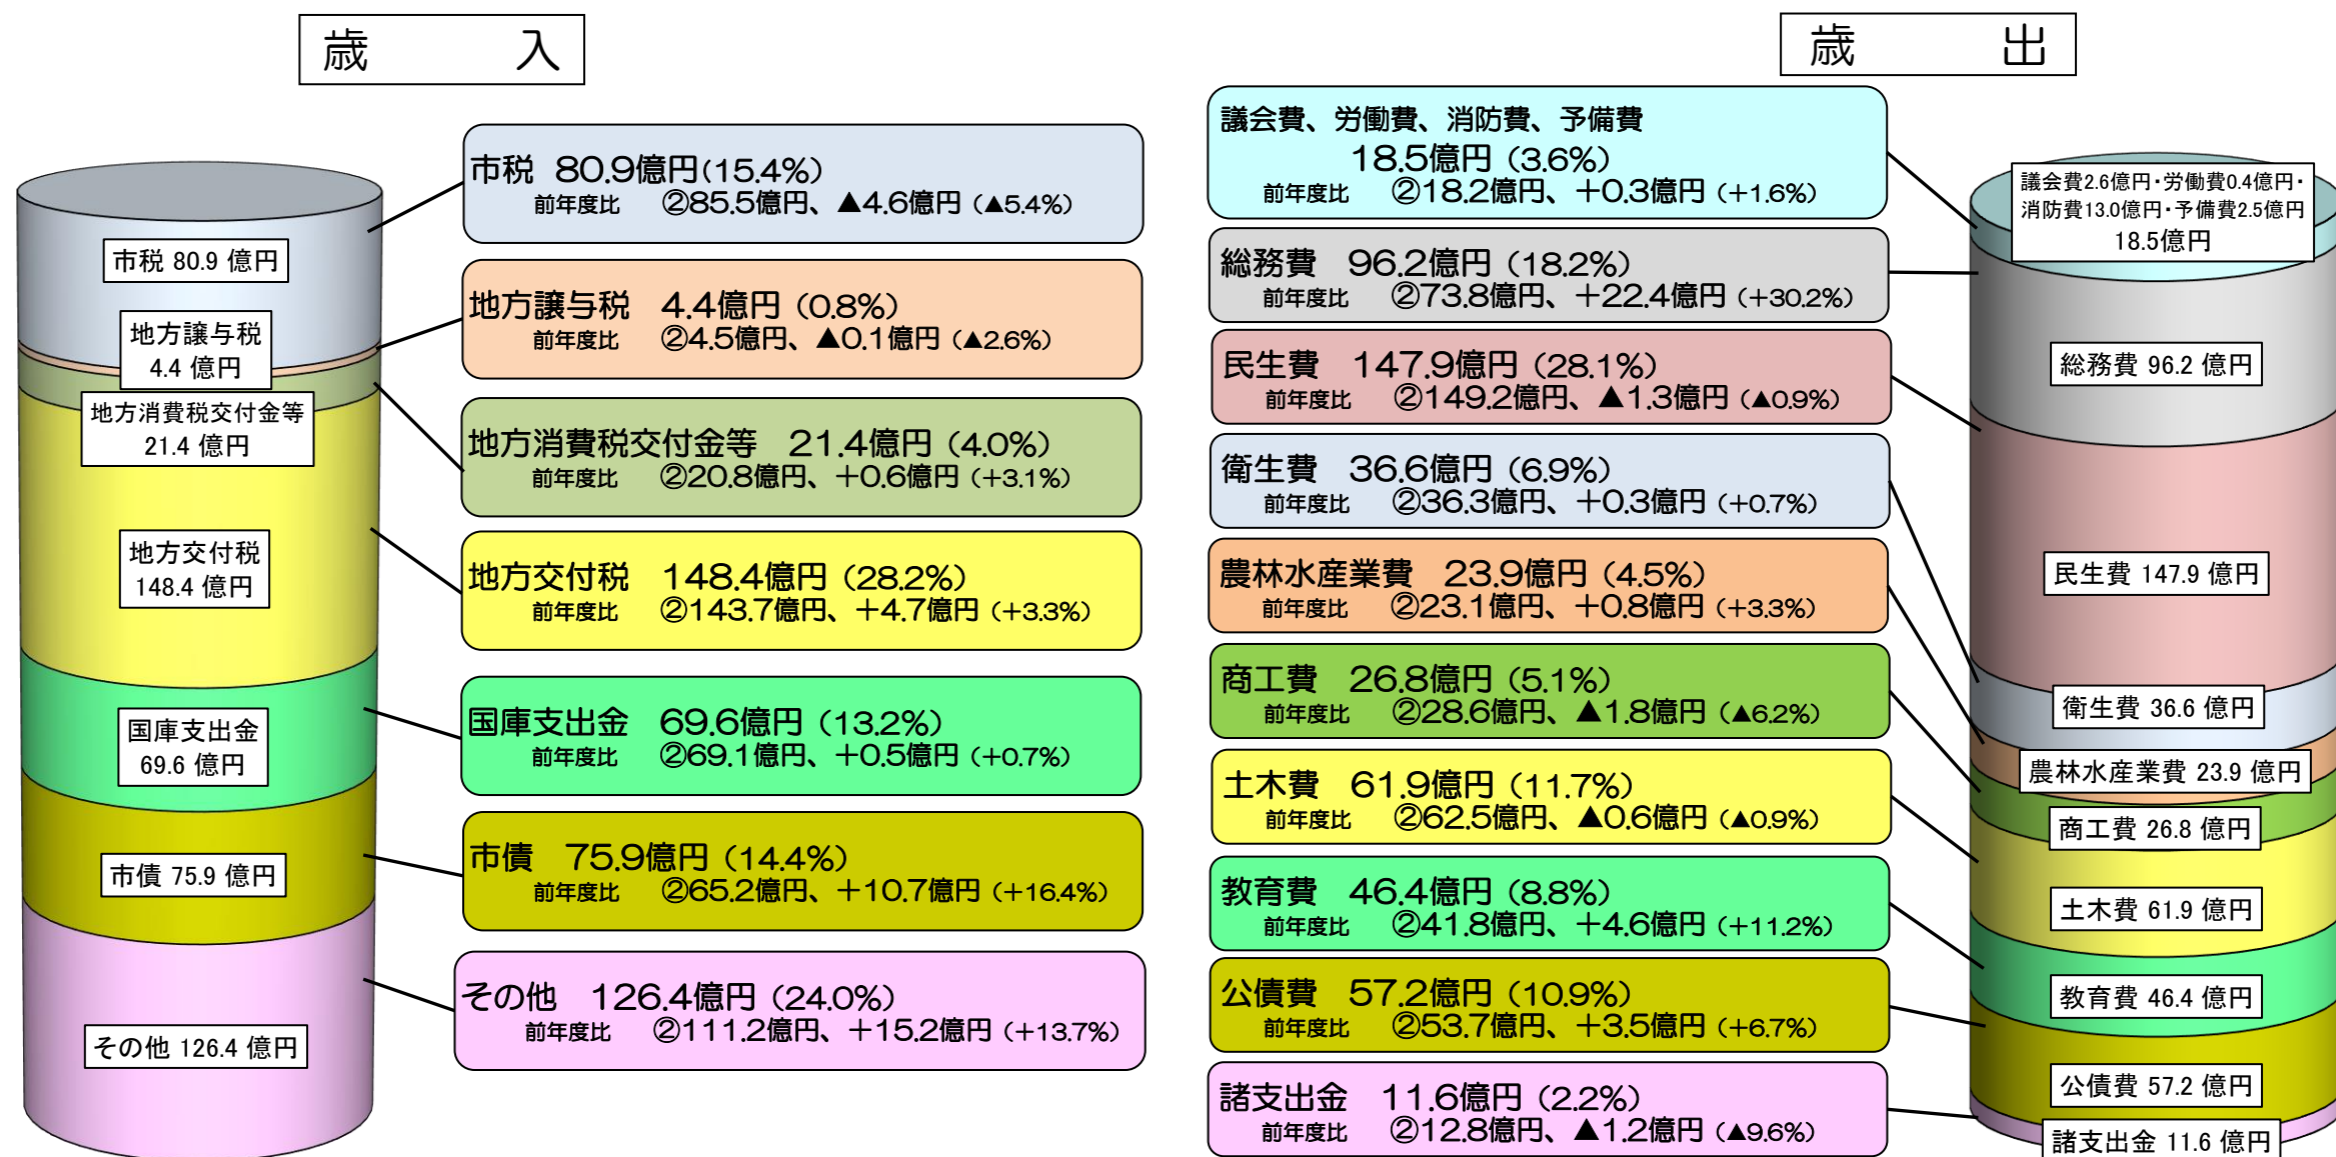 歳　入
市税 80.9億円(15.4%)
前年度比 ②85.5億円、▲4.6億円（▲5.4%）
地方譲与税 4.4億円（0.8%）
前年度比 ②4.5億円、▲0.1億円（▲2.6%）
地方消費税交付金等 21.4億円（4.0%）
前年度比 ②20.8億円、＋0.6億円（＋3.1%）
地方交付税 148.4億円（28.2%）
前年度比 ②143.7億円、＋4.7億円（＋3.3%）
国庫支出金 69.6億円（13.2%）
前年度比 ②69.1億円、＋0.5億円（＋0.7%）
市債 75.9億円（14.4%）
前年度比 ②65.2億円、＋10.7億円（＋16.4%）
その他 126.4億円（24.0%）
前年度比 ②111.2億円、＋15.2億円（＋13.7%）
市税 80.9 億円
地方譲与税
4.4 億円
地方消費税交付金等
21.4 億円
地方交付税
148.4 億円
国庫支出金
69.6 億円
市債 75.9 億円
その他 126.4 億円
歳　出
議会費、労働費、消防費、予備費
18.5億円（3.6%）
前年度比 ②18.2億円、＋0.3億円（＋1.6%）
総務費 96.2億円（18.2%）
前年度比 ②73.8億円、＋22.4億円（＋30.2%）
民生費 147.9億円（28.1%）
前年度比 ②149.2億円、▲1.3億円（▲0.9%）
衛生費 36.6億円（6.9%）
前年度比 ②36.3億円、＋0.3億円（＋0.7%）
農林水産業費 23.9億円（4.5%）
前年度比 ②23.1億円、＋0.8億円（＋3.3%）
商工費 26.8億円（5.1%）
前年度比 ②28.6億円、▲1.8億円（▲6.2%）
土木費 61.9億円（11.7%）
前年度比 ②62.5億円、▲0.6億円（▲0.9%）
教育費 46.4億円（8.8%）
前年度比 ②41.8億円、＋4.6億円（＋11.2%）
公債費 57.2億円（10.9%）
前年度比 ②53.7億円、＋3.5億円（＋6.7%）
諸支出金 11.6億円（2.2%）
前年度比 ②12.8億円、▲1.2億円（▲9.6%）
議会費2.6億円・労働費0.4億円・
消防費13.0億円・予備費2.5億円
18.5億円
総務費 96.2 億円
民生費 147.9 億円
衛生費 36.6 億円
農林水産業費 23.9 億円
商工費 26.8 億円
土木費 61.9 億円
教育費 46.4 億円
公債費 57.2 億円
諸支出金 11.6 億円